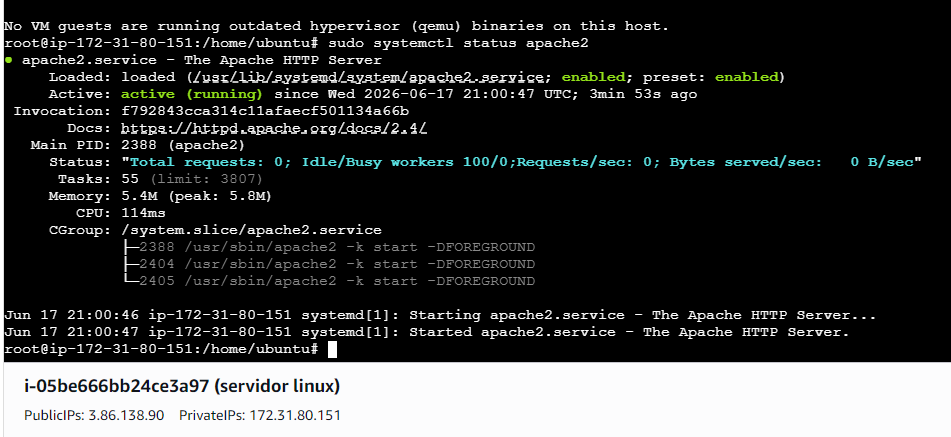 No VM guests are running outdated hypervisor (qemu) binaries on this host.
root@ip-172-31-80-151:/home/ubuntu# sudo systemctl status apache2
● apache2.service - The Apache HTTP Server
Loaded: loaded (/usr/lib/systemd/system/apache2.service; enabled; preset: enabled)
Active: active (running) since Wed 2026-06-17 21:00:47 UTC; 3min 53s ago
Invocation: f792843cca314c11afaecf501134a66b
Docs: https://httpd.apache.org/docs/2.4/
Main PID: 2388 (apache2)
Status: "Total requests: 0; Idle/Busy workers 100/0;Requests/sec: 0; Bytes served/sec:   0 B/sec"
Tasks: 55 (limit: 3807)
Memory: 5.4M (peak: 5.8M)
CPU: 114ms
CGroup: /system.slice/apache2.service
├─2388 /usr/sbin/apache2 -k start -DFOREGROUND
├─2404 /usr/sbin/apache2 -k start -DFOREGROUND
└─2405 /usr/sbin/apache2 -k start -DFOREGROUND
Jun 17 21:00:46 ip-172-31-80-151 systemd[1]: Starting apache2.service - The Apache HTTP Server...
Jun 17 21:00:47 ip-172-31-80-151 systemd[1]: Started apache2.service - The Apache HTTP Server.
root@ip-172-31-80-151:/home/ubuntu#
i-05be666bb24ce3a97 (servidor linux)
PublicIPs: 3.86.138.90 PrivateIPs: 172.31.80.151